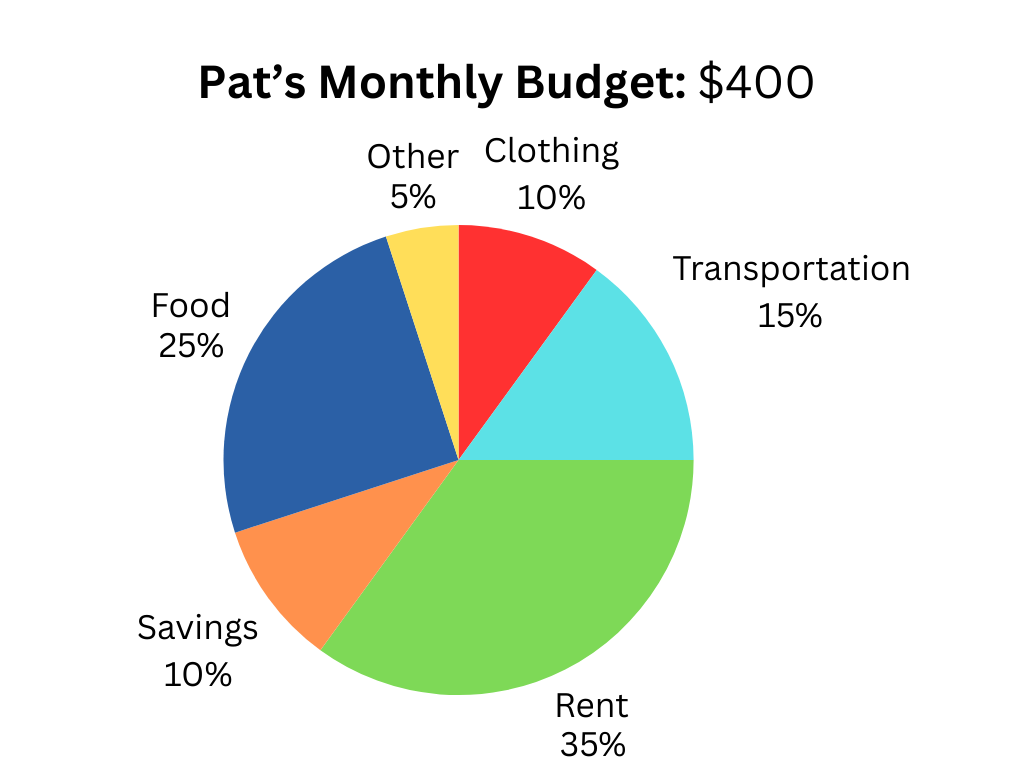 Pat’s Monthly Budget: $400
Other
5%
Clothing
10%
Transportation
15%
Food
25%
Savings
10%
Rent
35%